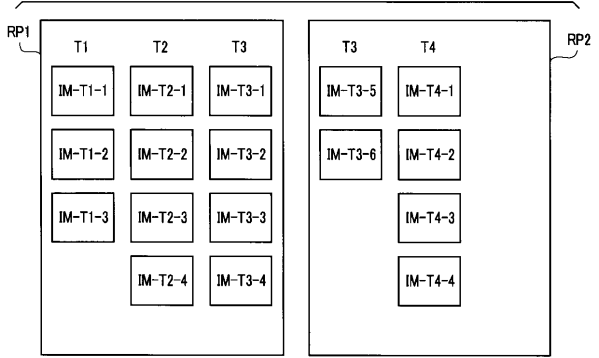 RP1
T1 T2 T3
IM-T1-1 IM-T2-1 IM-T3-1
IM-T1-2 IM-T2-2 IM-T3-2
IM-T1-3 IM-T2-3 IM-T3-3
IM-T2-4 IM-T3-4
RP2
T3 T4
IM-T3-5 IM-T4-1
IM-T3-6 IM-T4-2
IM-T4-3
IM-T4-4